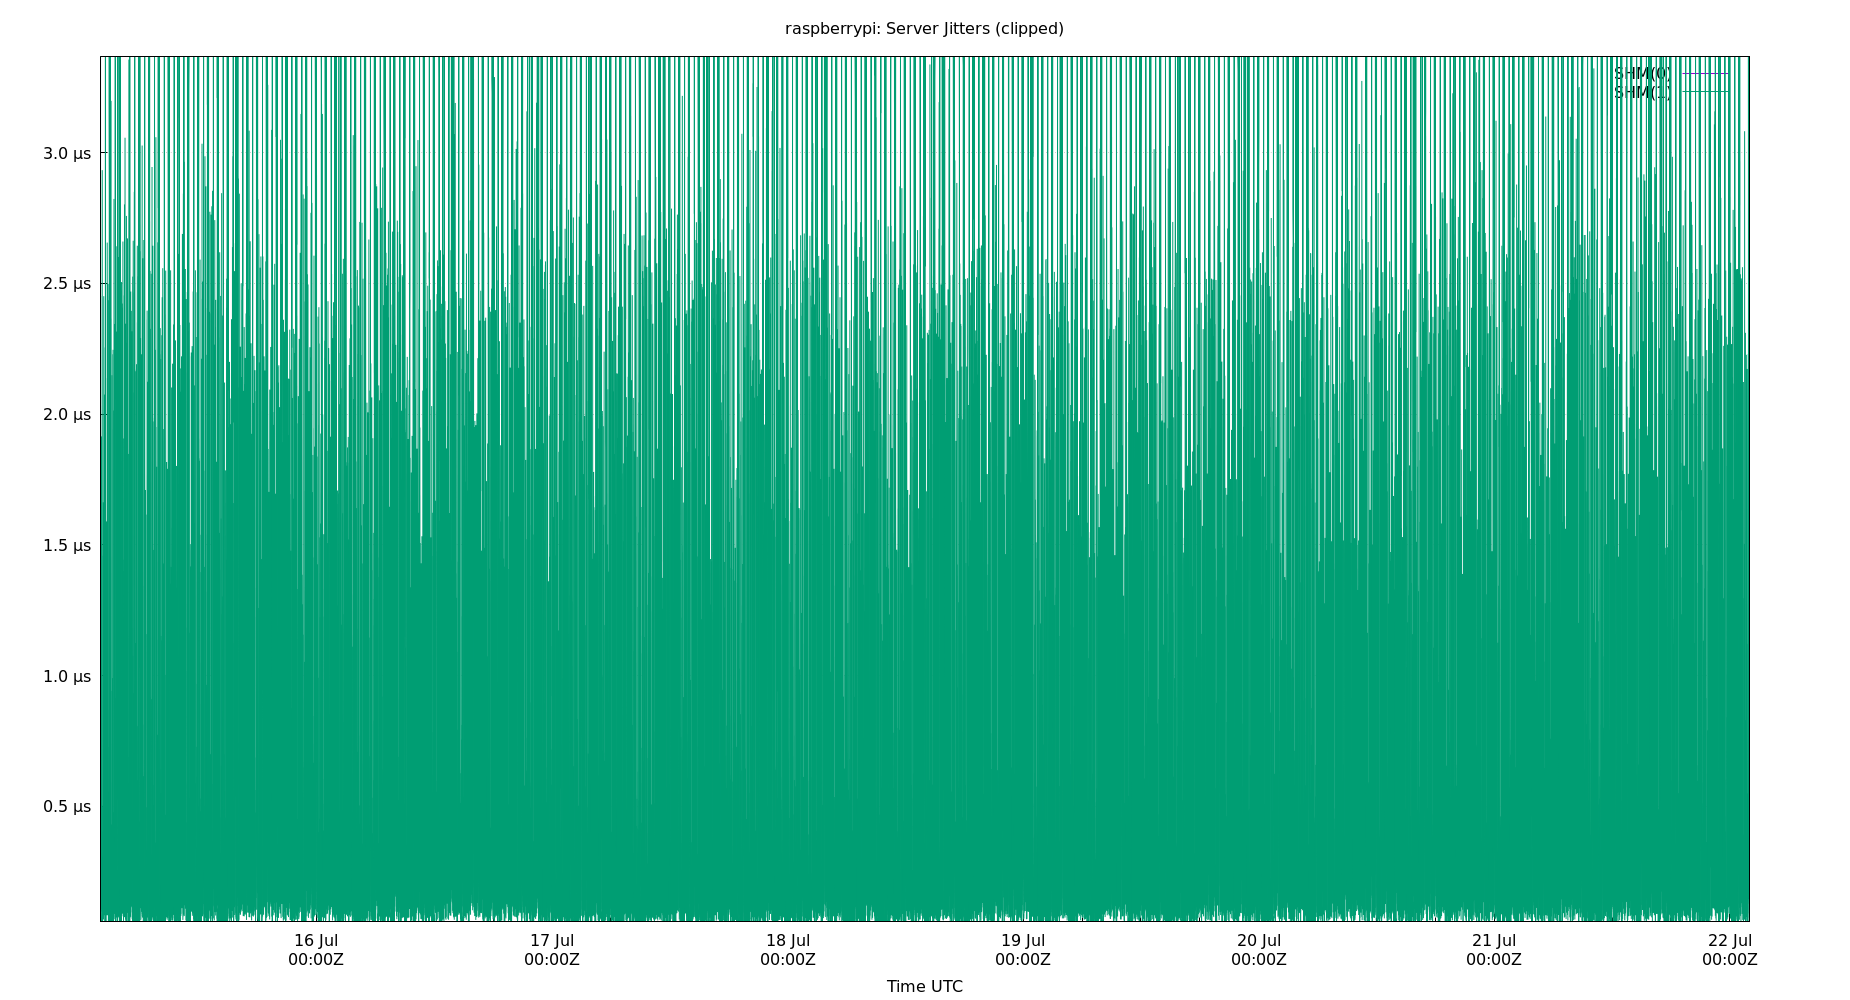 raspberrypi: Server Jitters (clipped)
SHM(0)
SHM(1)
3.0 µs
2.5 µs
2.0 µs
1.5 µs
1.0 µs
0.5 µs
16 Jul 17 Jul 18 Jul 19 Jul 20 Jul 21 Jul 22 Jul
00:00Z 00:00Z 00:00Z 00:00Z 00:00Z 00:00Z 00:00Z
Time UTC